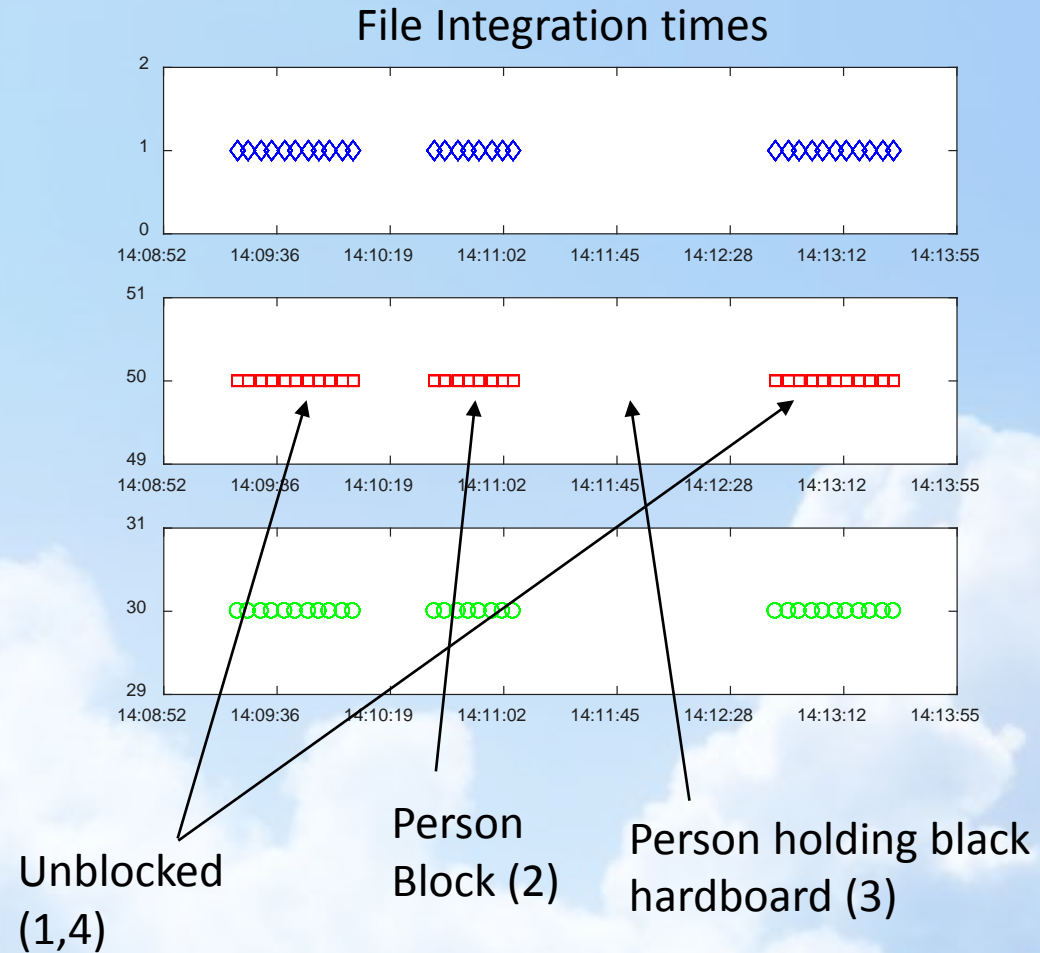 File Integration times
2
1
0
14:08:52 14:09:36 14:10:19 14:11:02 14:11:45 14:12:28 14:13:12 14:13:55
51
50
49
14:08:52 14:09:36 14:10:19 14:11:02 14:11:45 14:12:28 14:13:12 14:13:55
31
30
29
14:08:52 14:09:36 14:10:19 14:11:02 14:11:45 14:12:28 14:13:12 14:13:55
Unblocked
(1,4)
Person
Block (2)
Person holding black
hardboard (3)